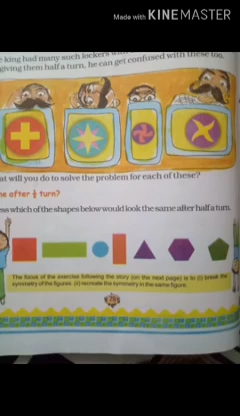 Made with KINEMASTER
king had many such lockers
giving them half a turn, he can get confused with these too,
at will you do to solve the problem for each of these?
e after ½ turn?
ss which of the shapes below would look the same after half a turn.
The focus of the exercise following the story (on the next page) is to (i) break the
symmetry of the figures. (ii) recreate the symmetry in the same figure.